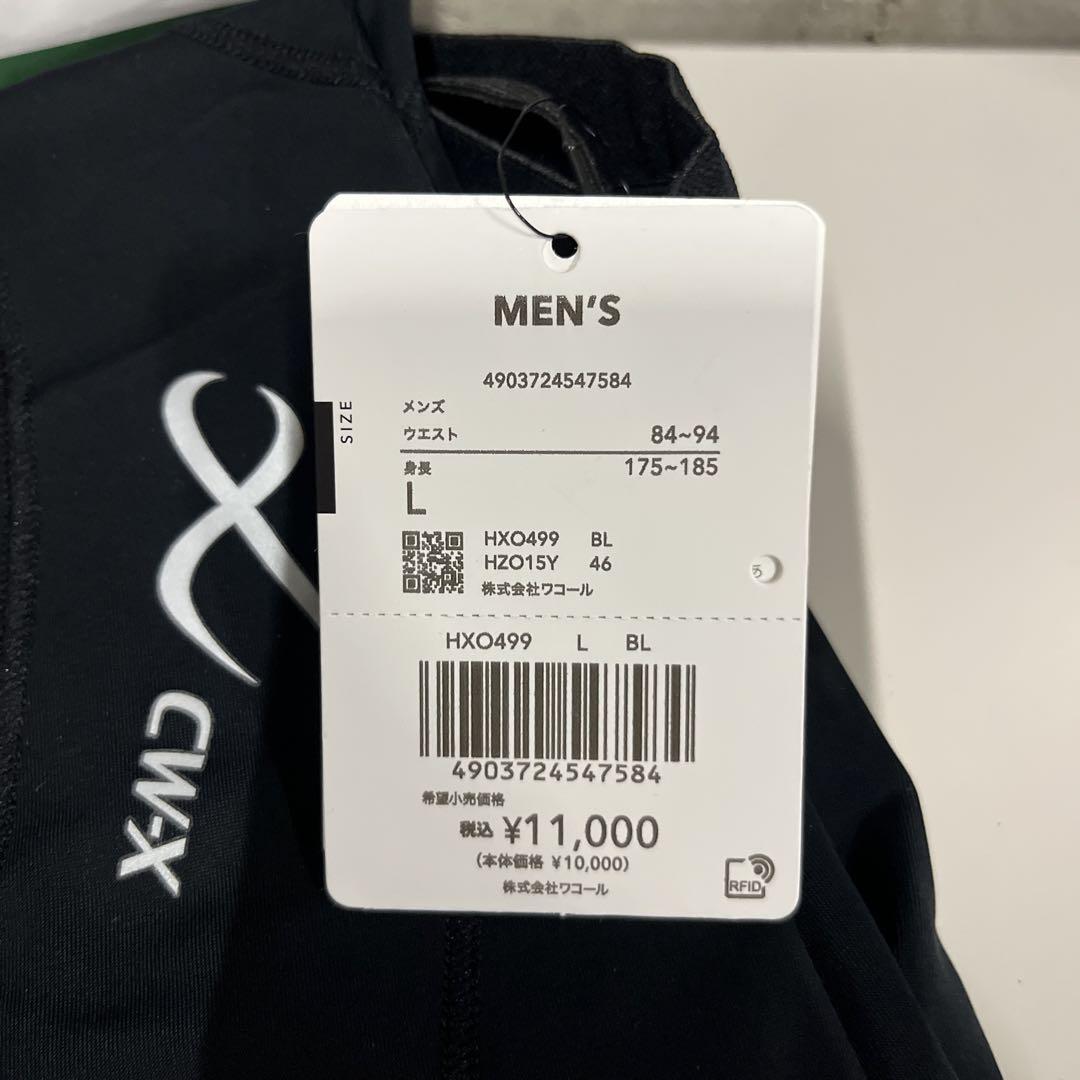 MEN'S
4903724547584
SIZE
メンズ
ウエスト 84~94
身長 175~185
L
HXO499 BL
HZO15Y 46
株式会社ワコール
HXO499 L BL
4903724547584
希望小売価格
税込 ¥11,000
(本体価格 ¥10,000)
株式会社ワコール
RFID
CW-X